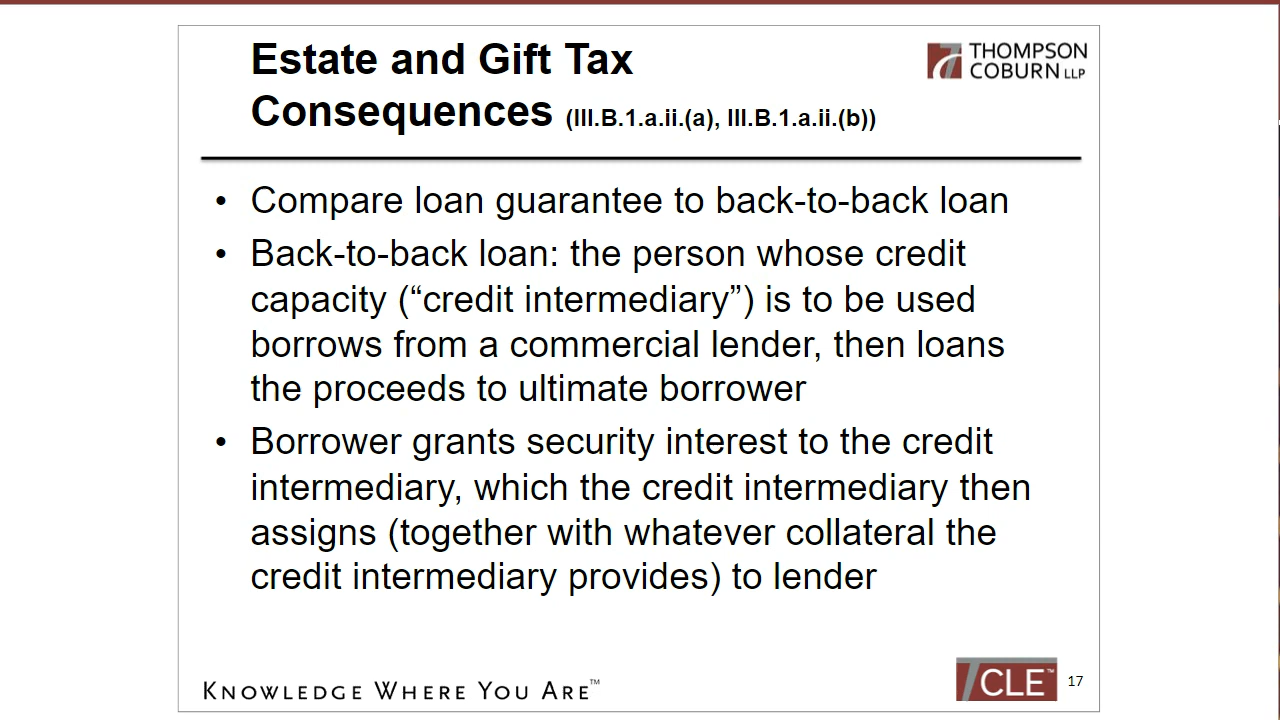 Estate and Gift Tax
Consequences (III.B.1.a.ii.(a), III.B.1.a.ii.(b))
THOMPSON
COBURN LLP
• Compare loan guarantee to back-to-back loan
• Back-to-back loan: the person whose credit
capacity (“credit intermediary”) is to be used
borrows from a commercial lender, then loans
the proceeds to ultimate borrower
• Borrower grants security interest to the credit
intermediary, which the credit intermediary then
assigns (together with whatever collateral the
credit intermediary provides) to lender
KNOWLEDGE WHERE YOU ARE™
CLE™
17